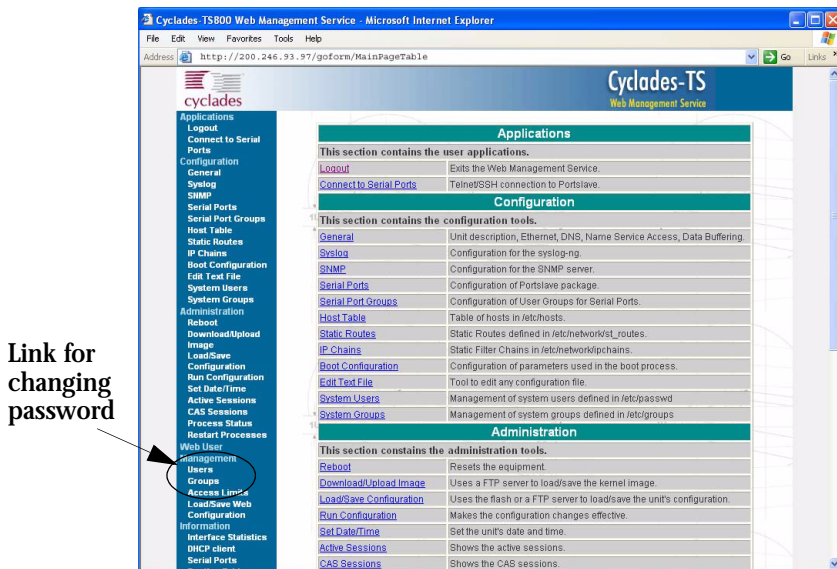 Cyclades-TS800 Web Management Service - Microsoft Internet Explorer
File Edit View Favorites Tools Help
Address http://200.246.93.97/goform/MainPageTable Go Links
cyclades
Cyclades-TS
Web Management Service
Applications
Logout
Connect to Serial
Ports
Configuration
General
Syslog
SNMP
Serial Ports
Serial Port Groups
Host Table
Static Routes
IP Chains
Boot Configuration
Edit Text File
System Users
System Groups
Administration
Reboot
Download/Upload
Image
Load/Save
Configuration
Run Configuration
Set Date/Time
Active Sessions
CAS Sessions
Process Status
Restart Processes
Web User
Management
Users
Groups
Access Limits
Load/Save Web
Configuration
Information
Interface Statistics
DHCP client
Serial Ports
Link for
changing
password
Applications
This section contains the user applications.
Logout Exits the Web Management Service.
Connect to Serial Ports Telnet/SSH connection to Portslave.
Configuration
This section contains the configuration tools.
General Unit description, Ethernet, DNS, Name Service Access, Data Buffering.
Syslog Configuration for the syslog-ng.
SNMP Configuration for the SNMP server.
Serial Ports Configuration of Portslave package.
Serial Port Groups Configuration of User Groups for Serial Ports.
Host Table Table of hosts in /etc/hosts.
Static Routes Static Routes defined in /etc/network/st_routes.
IP Chains Static Filter Chains in /etc/network/ipchains.
Boot Configuration Configuration of parameters used in the boot process.
Edit Text File Tool to edit any configuration file.
System Users Management of system users defined in /etc/passwd
System Groups Management of system groups defined in /etc/groups
Administration
This section constains the administration tools.
Reboot Resets the equipment.
Download/Upload Image Uses a FTP server to load/save the kernel image.
Load/Save Configuration Uses the flash or a FTP server to load/save the unit's configuration.
Run Configuration Makes the configuration changes effective.
Set Date/Time Set the unit's date and time.
Active Sessions Shows the active sessions.
CAS Sessions Shows the CAS sessions.